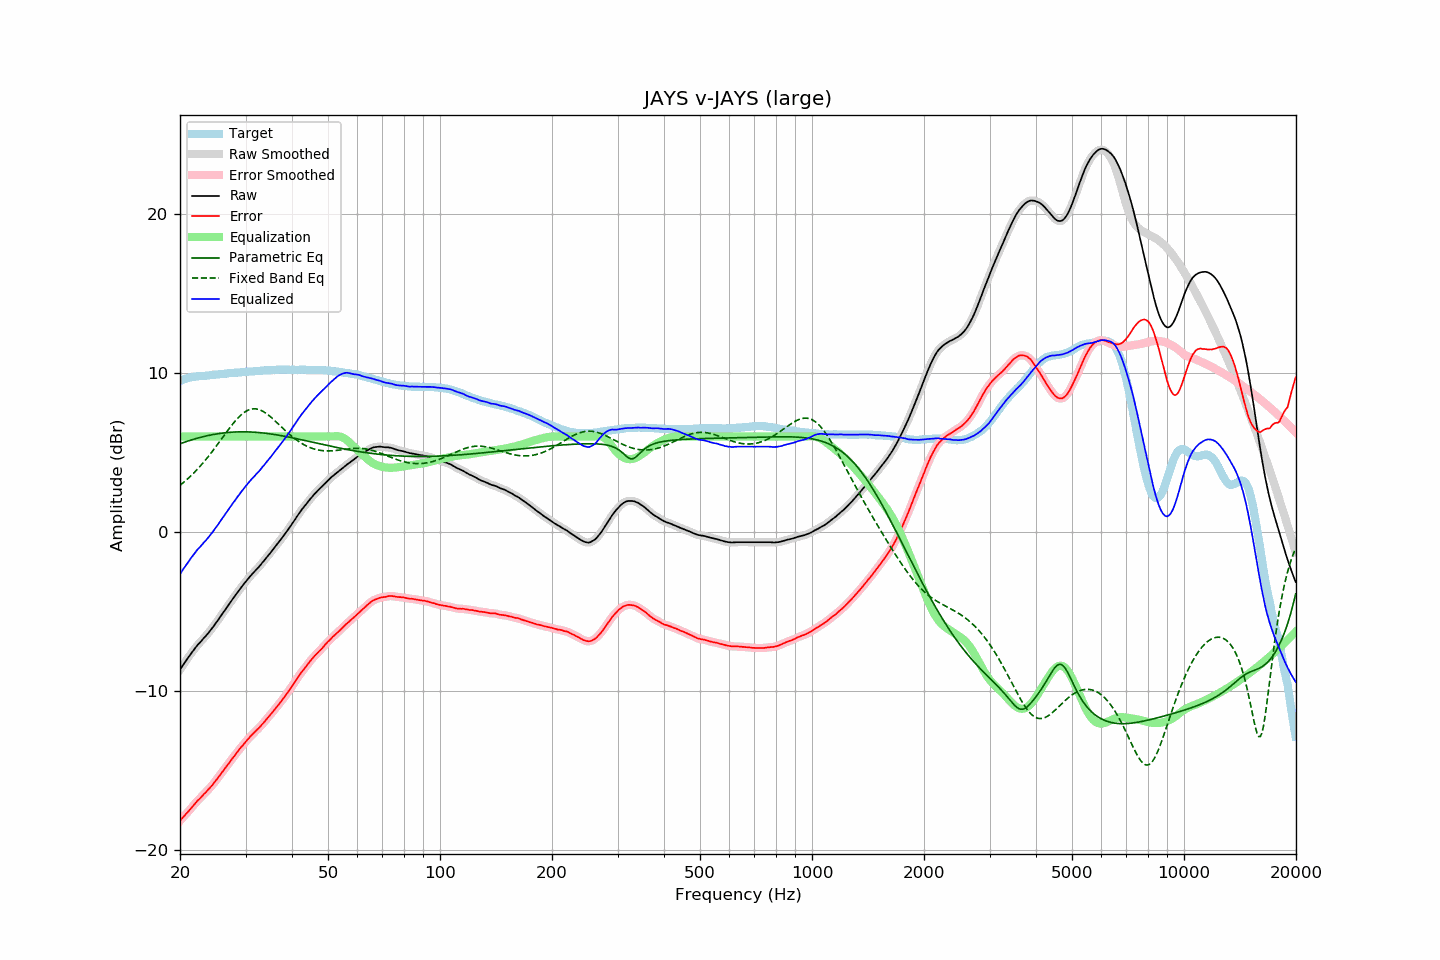 JAYS v-JAYS (large)
Target
Raw Smoothed
Error Smoothed
Raw
Error
Equalization
Parametric Eq
Fixed Band Eq
Equalized
Amplitude (dBr)
20
10
0
−10
−20
20 50 100 200 500 1000 2000 5000 10000 20000
Frequency (Hz)